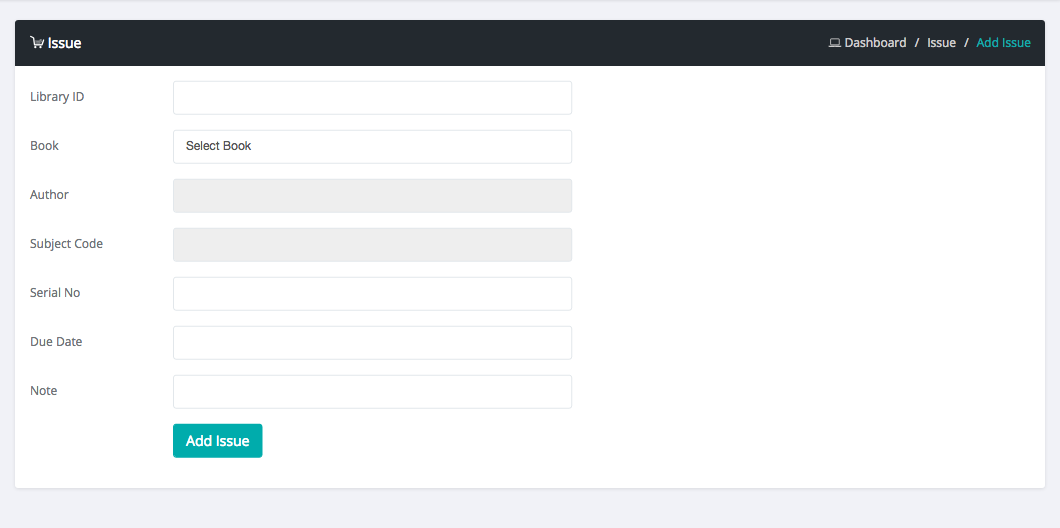 Issue
Dashboard / Issue / Add Issue
Library ID
Book
Select Book
Author
Subject Code
Serial No
Due Date
Note
Add Issue